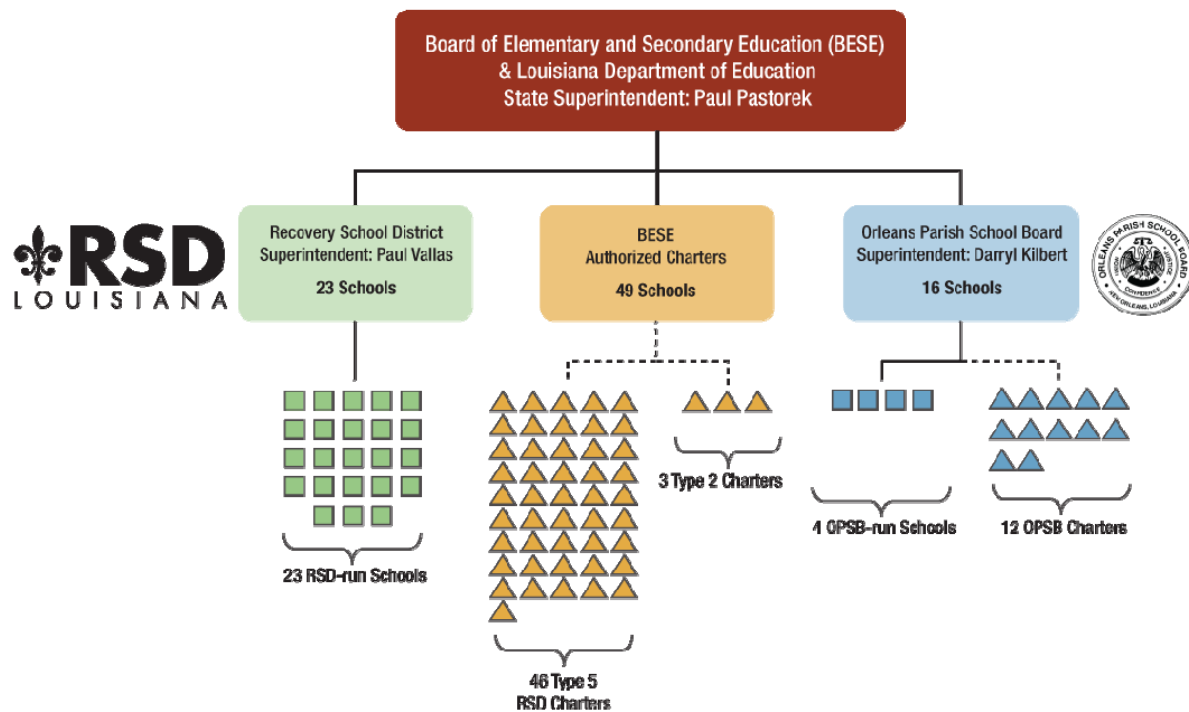 Board of Elementary and Secondary Education (BESE)
& Louisiana Department of Education
State Superintendent: Paul Pastorek
RSD
LOUISIANA
Recovery School District
Superintendent: Paul Vallas
23 Schools
BESE
Authorized Charters
49 Schools
Orleans Parish School Board
Superintendent: Darryl Kilbert
16 Schools
ORLEANS PARISH SCHOOL BOARD
JUSTICE
CONFIDENCE
NEW ORLEANS, LOUISIANA
23 RSD-run Schools
46 Type 5
RSD Charters
3 Type 2 Charters
4 OPSB-run Schools
12 OPSB Charters